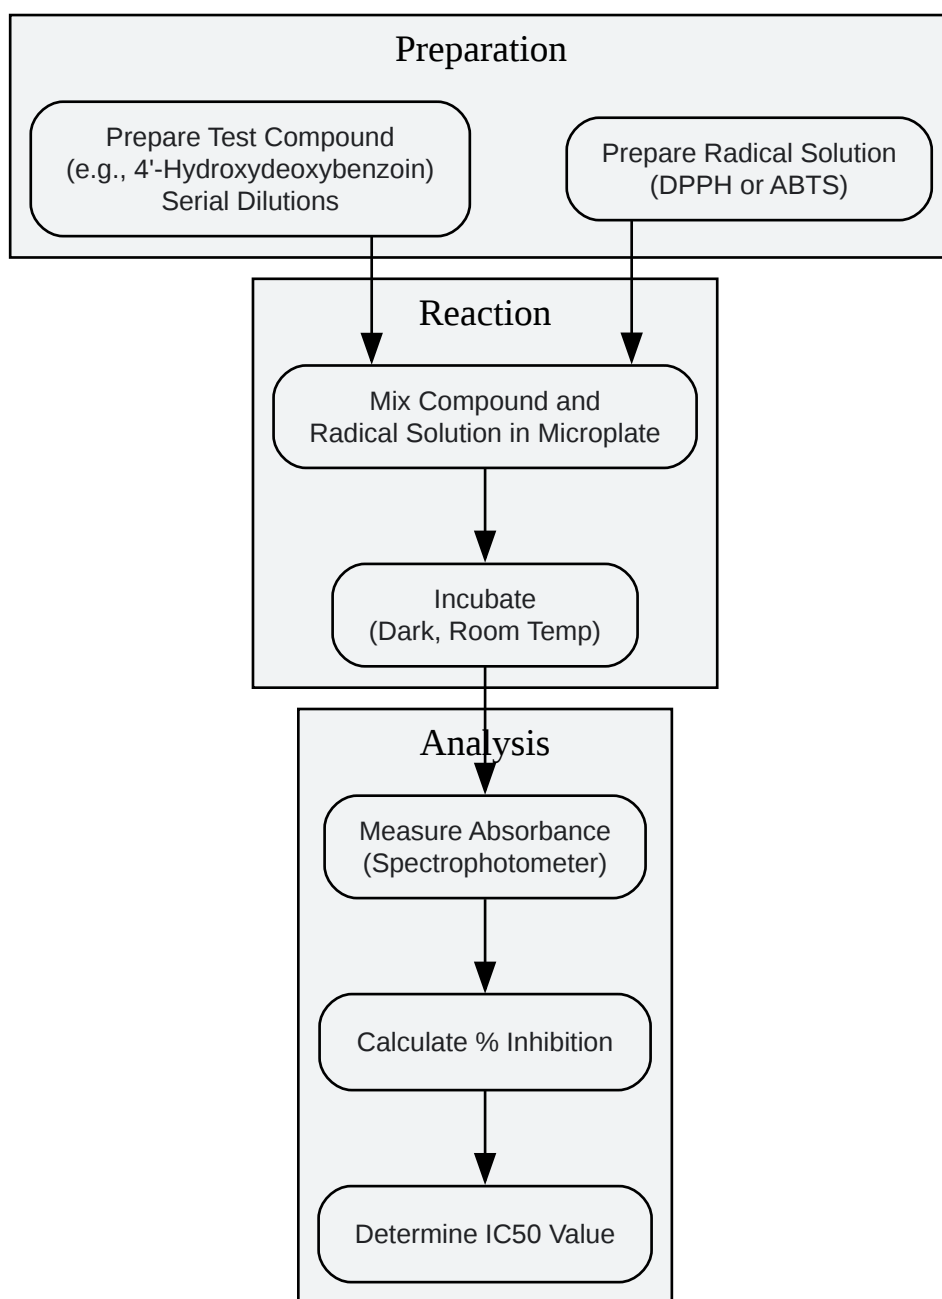 Preparation
Prepare Test Compound
(e.g., 4'-Hydroxydeoxybenzoin)
Serial Dilutions
Prepare Radical Solution
(DPPH or ABTS)
Reaction
Mix Compound and
Radical Solution in Microplate
Incubate
(Dark, Room Temp)
Analysis
Measure Absorbance
(Spectrophotometer)
Calculate % Inhibition
Determine IC50 Value